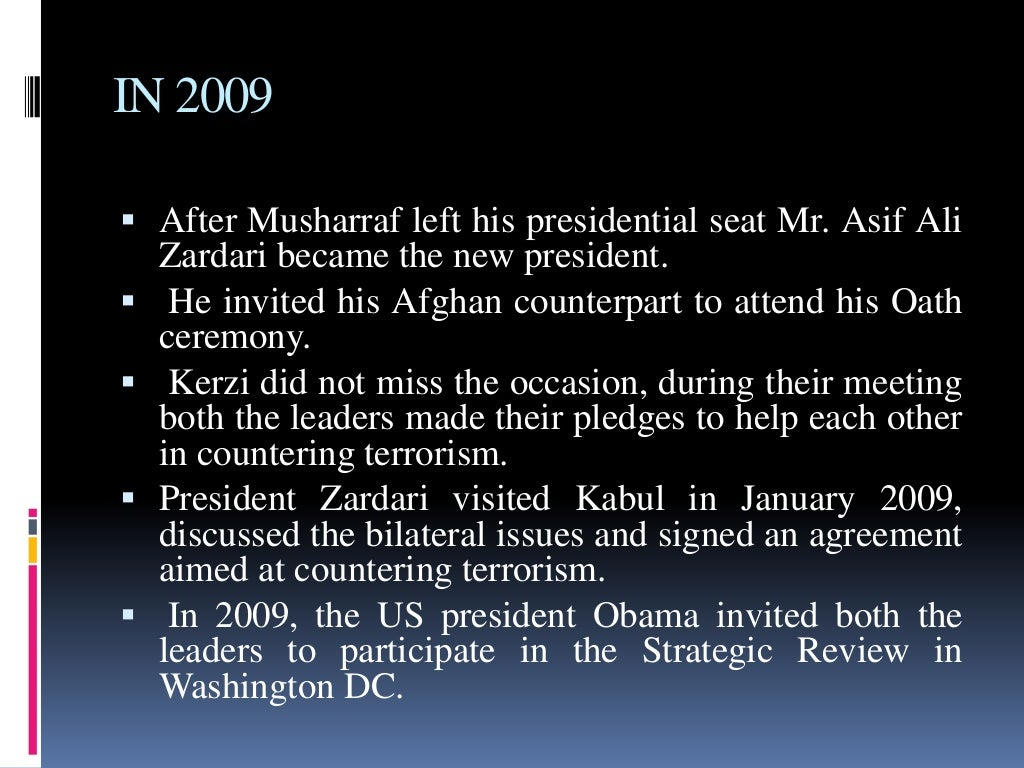 IN 2009
▪ After Musharraf left his presidential seat Mr. Asif Ali
Zardari became the new president.
▪ He invited his Afghan counterpart to attend his Oath
ceremony.
▪ Kerzi did not miss the occasion, during their meeting
both the leaders made their pledges to help each other
in countering terrorism.
▪ President Zardari visited Kabul in January 2009,
discussed the bilateral issues and signed an agreement
aimed at countering terrorism.
▪ In 2009, the US president Obama invited both the
leaders to participate in the Strategic Review in
Washington DC.